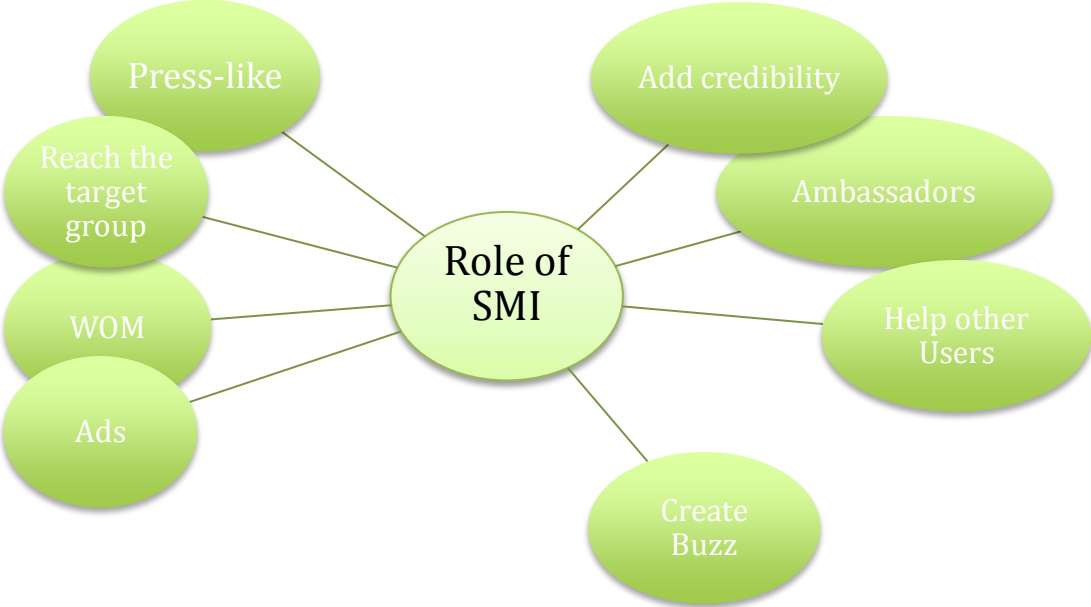 Press-like
Add credibility
Reach the
target
group
Ambassadors
Role of
SMI
WOM
Help other
Users
Ads
Create
Buzz